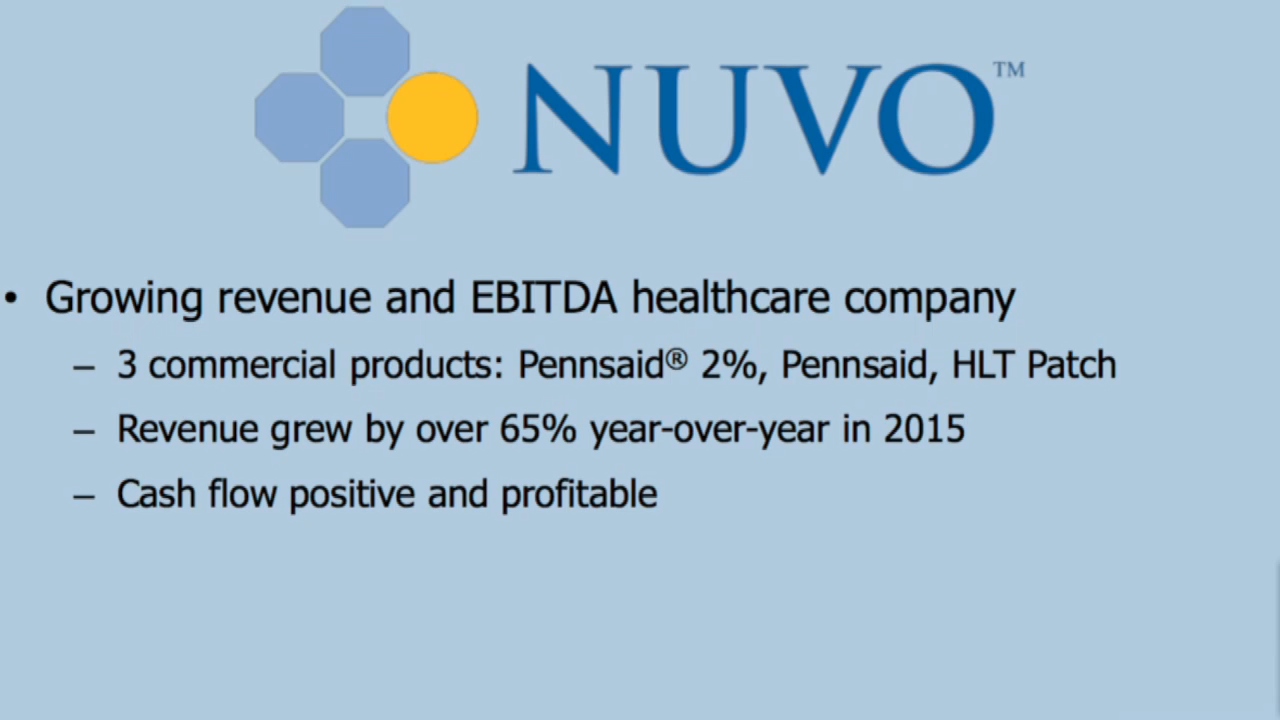 NUVO™
• Growing revenue and EBITDA healthcare company
– 3 commercial products: Pennsaid® 2%, Pennsaid, HLT Patch
– Revenue grew by over 65% year-over-year in 2015
– Cash flow positive and profitable